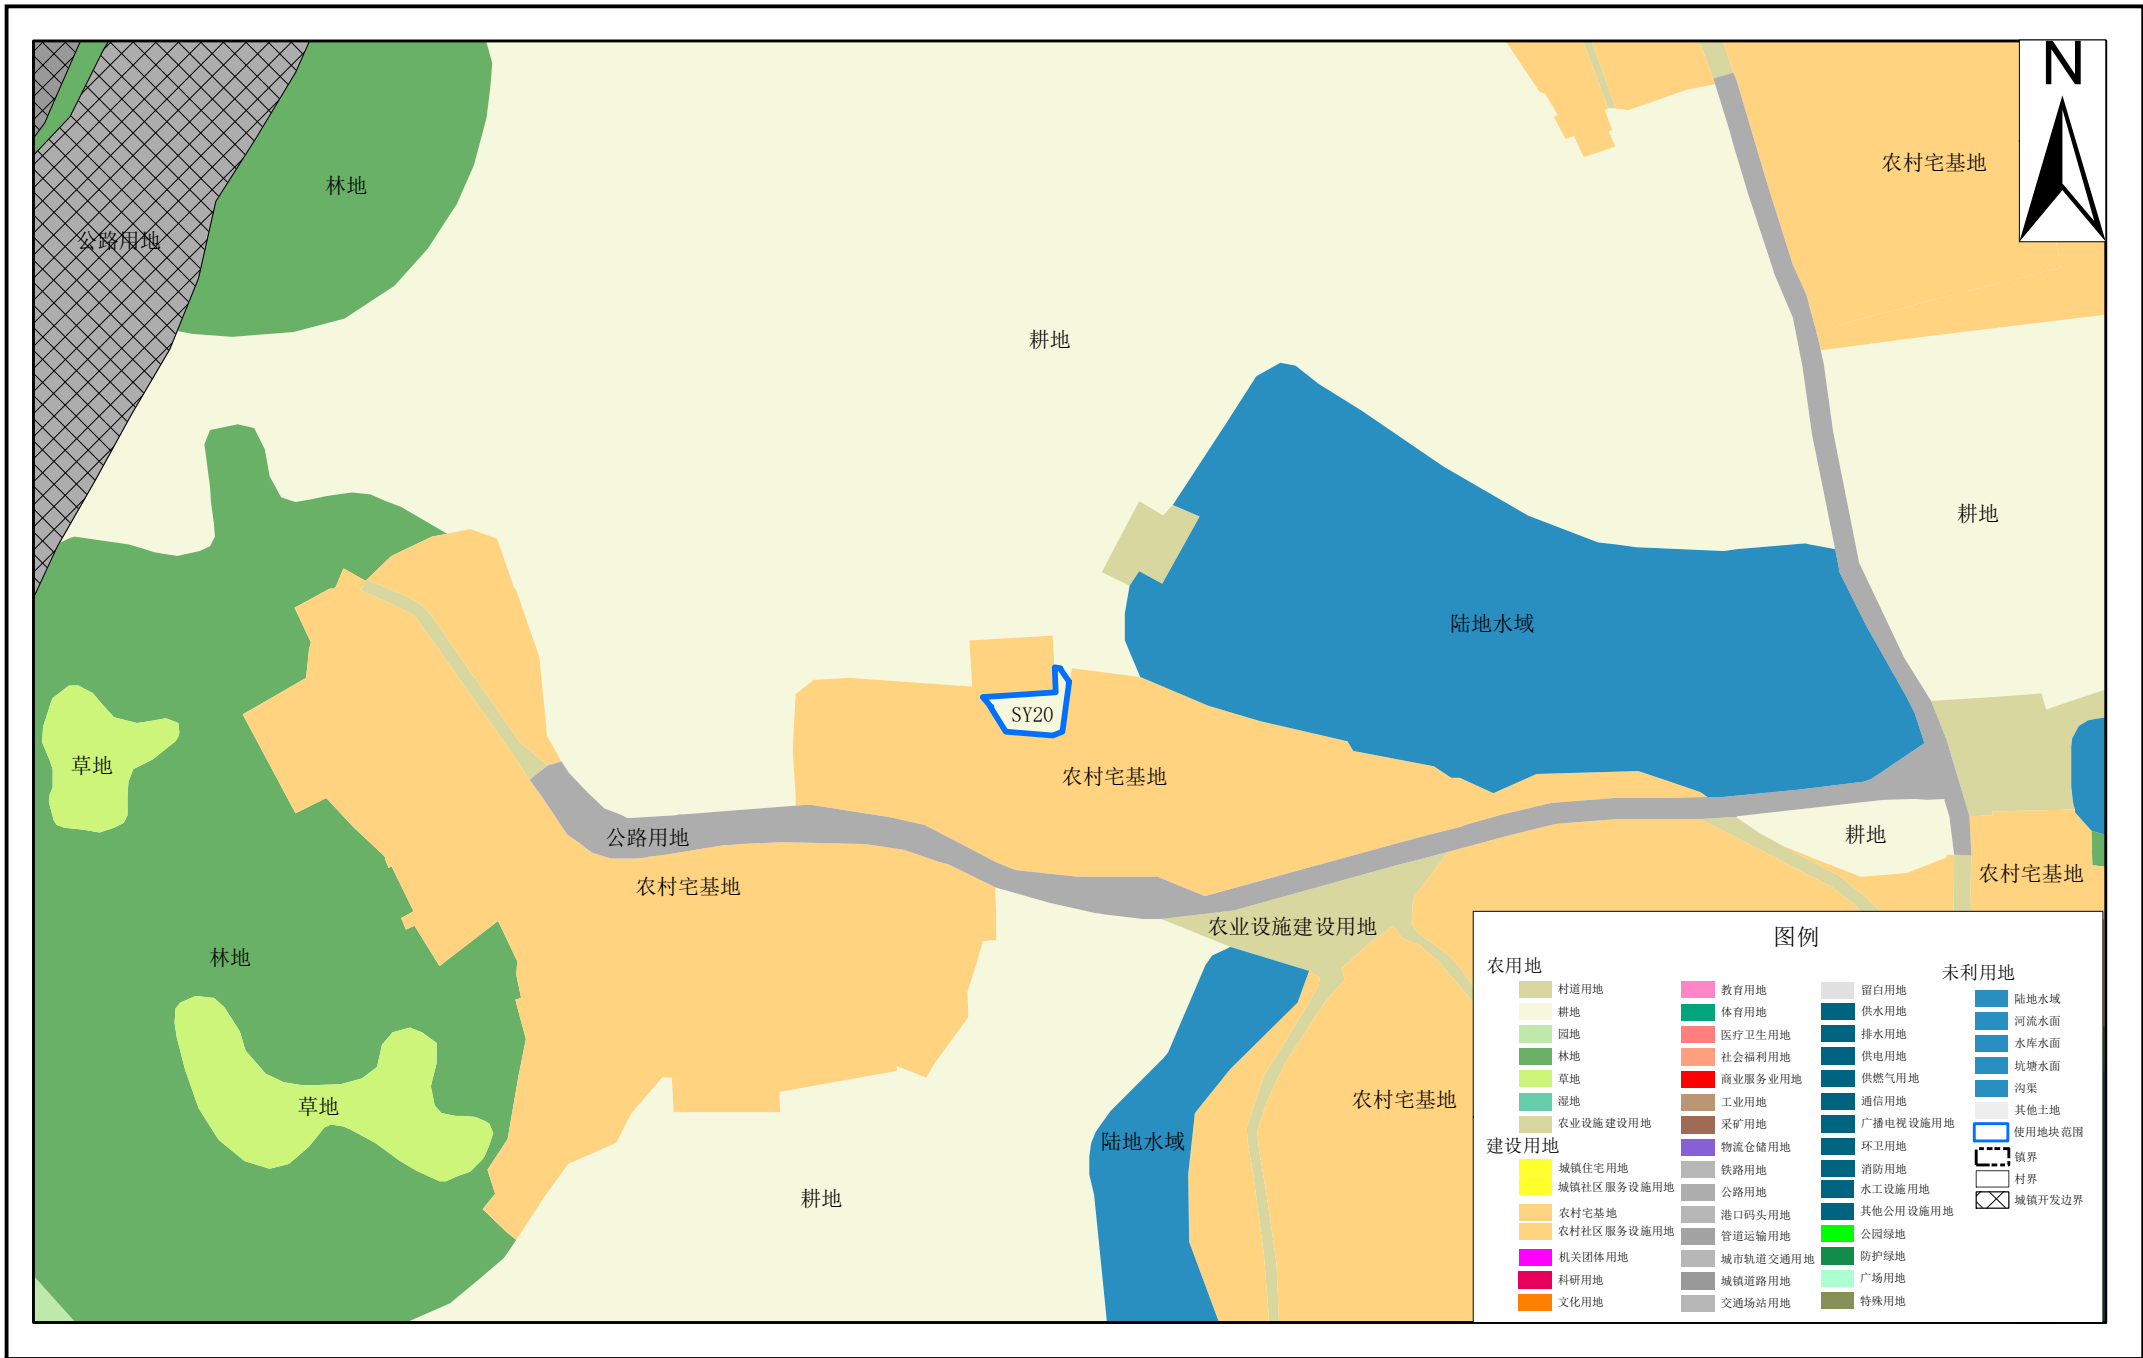 N
农村宅基地
林地
公路用地
耕地
耕地
陆地水域
SY20
草地
农村宅基地
公路用地
耕地
农村宅基地
农村宅基地
农业设施建设用地
林地
农村宅基地
草地
陆地水域
耕地
图例
农用地
村道用地
耕地
园地
林地
草地
湿地
农业设施建设用地
建设用地
城镇住宅用地
城镇社区服务设施用地
农村宅基地
农村社区服务设施用地
机关团体用地
科研用地
文化用地
教育用地
体育用地
医疗卫生用地
社会福利用地
商业服务业用地
工业用地
采矿用地
物流仓储用地
铁路用地
公路用地
港口码头用地
管道运输用地
城市轨道交通用地
城镇道路用地
交通场站用地
留白用地
供水用地
排水用地
供电用地
供燃气用地
通信用地
广播电视设施用地
环卫用地
消防用地
水工设施用地
其他公用设施用地
公园绿地
防护绿地
广场用地
特殊用地
未利用地
陆地水域
河流水面
水库水面
坑塘水面
沟渠
其他土地
使用地块范围
镇界
村界
城镇开发边界